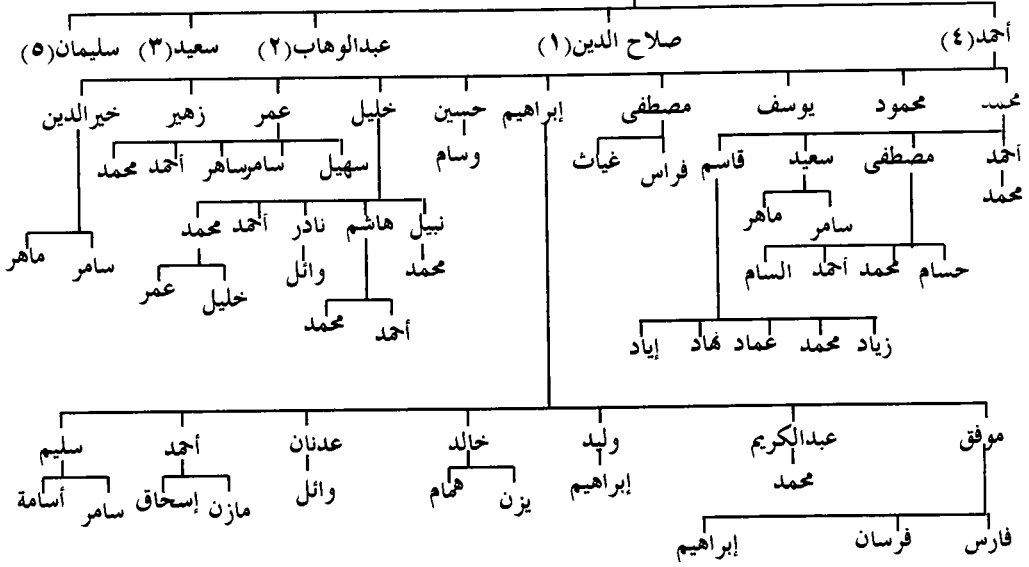 أحمد(٤) صلاح الدين(١) عبدالوهاب(٢) سعيد(٣) سليمان(٥)
محمد محمود يوسف مصطفى إبراهيم حسين خليل عمر زهير خيرالدين
أحمد مصطفى سعيد قاسم فراس غياث وسام سهيل سامر ساهر أحمد محمد
محمد ماهر سامر نبيل هاشم نادر أحمد محمد سامر ماهر
حسام محمد أحمد السام محمد وائل خليل عمر
زياد محمد عماد نهاد إياد أحمد محمد
موفق عبدالكريم وليد خالد عدنان أحمد سليم
محمد إبراهيم يزن همام وائل مازن إسحاق سامر أسامة
فارس فرسان إبراهيم